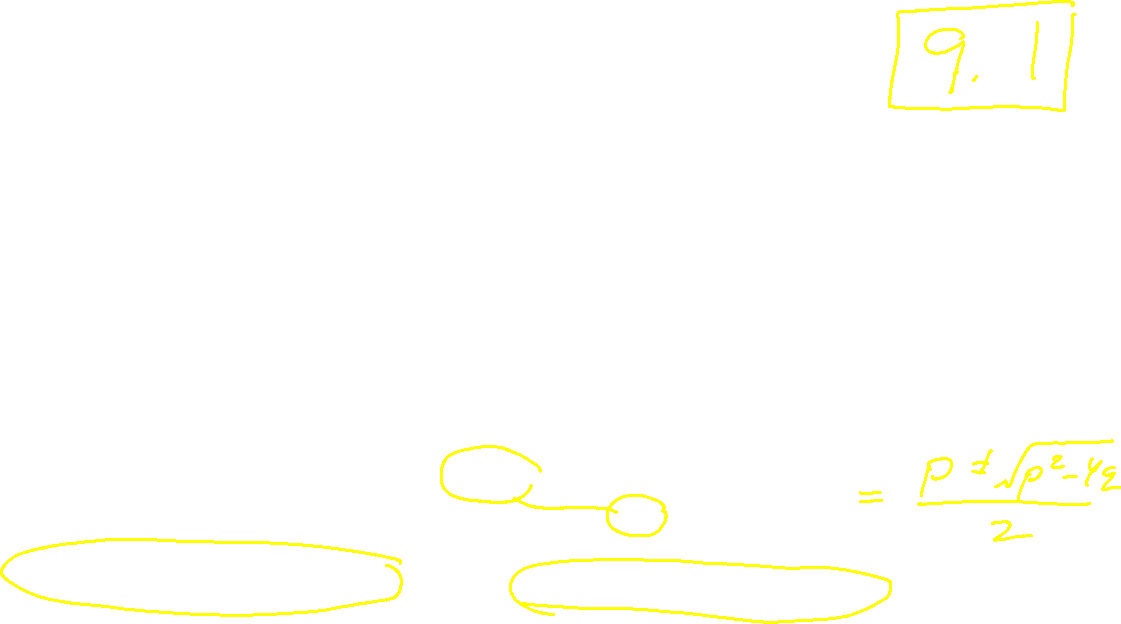 9. 1
= (p ± √(p² - 4q)) / 2